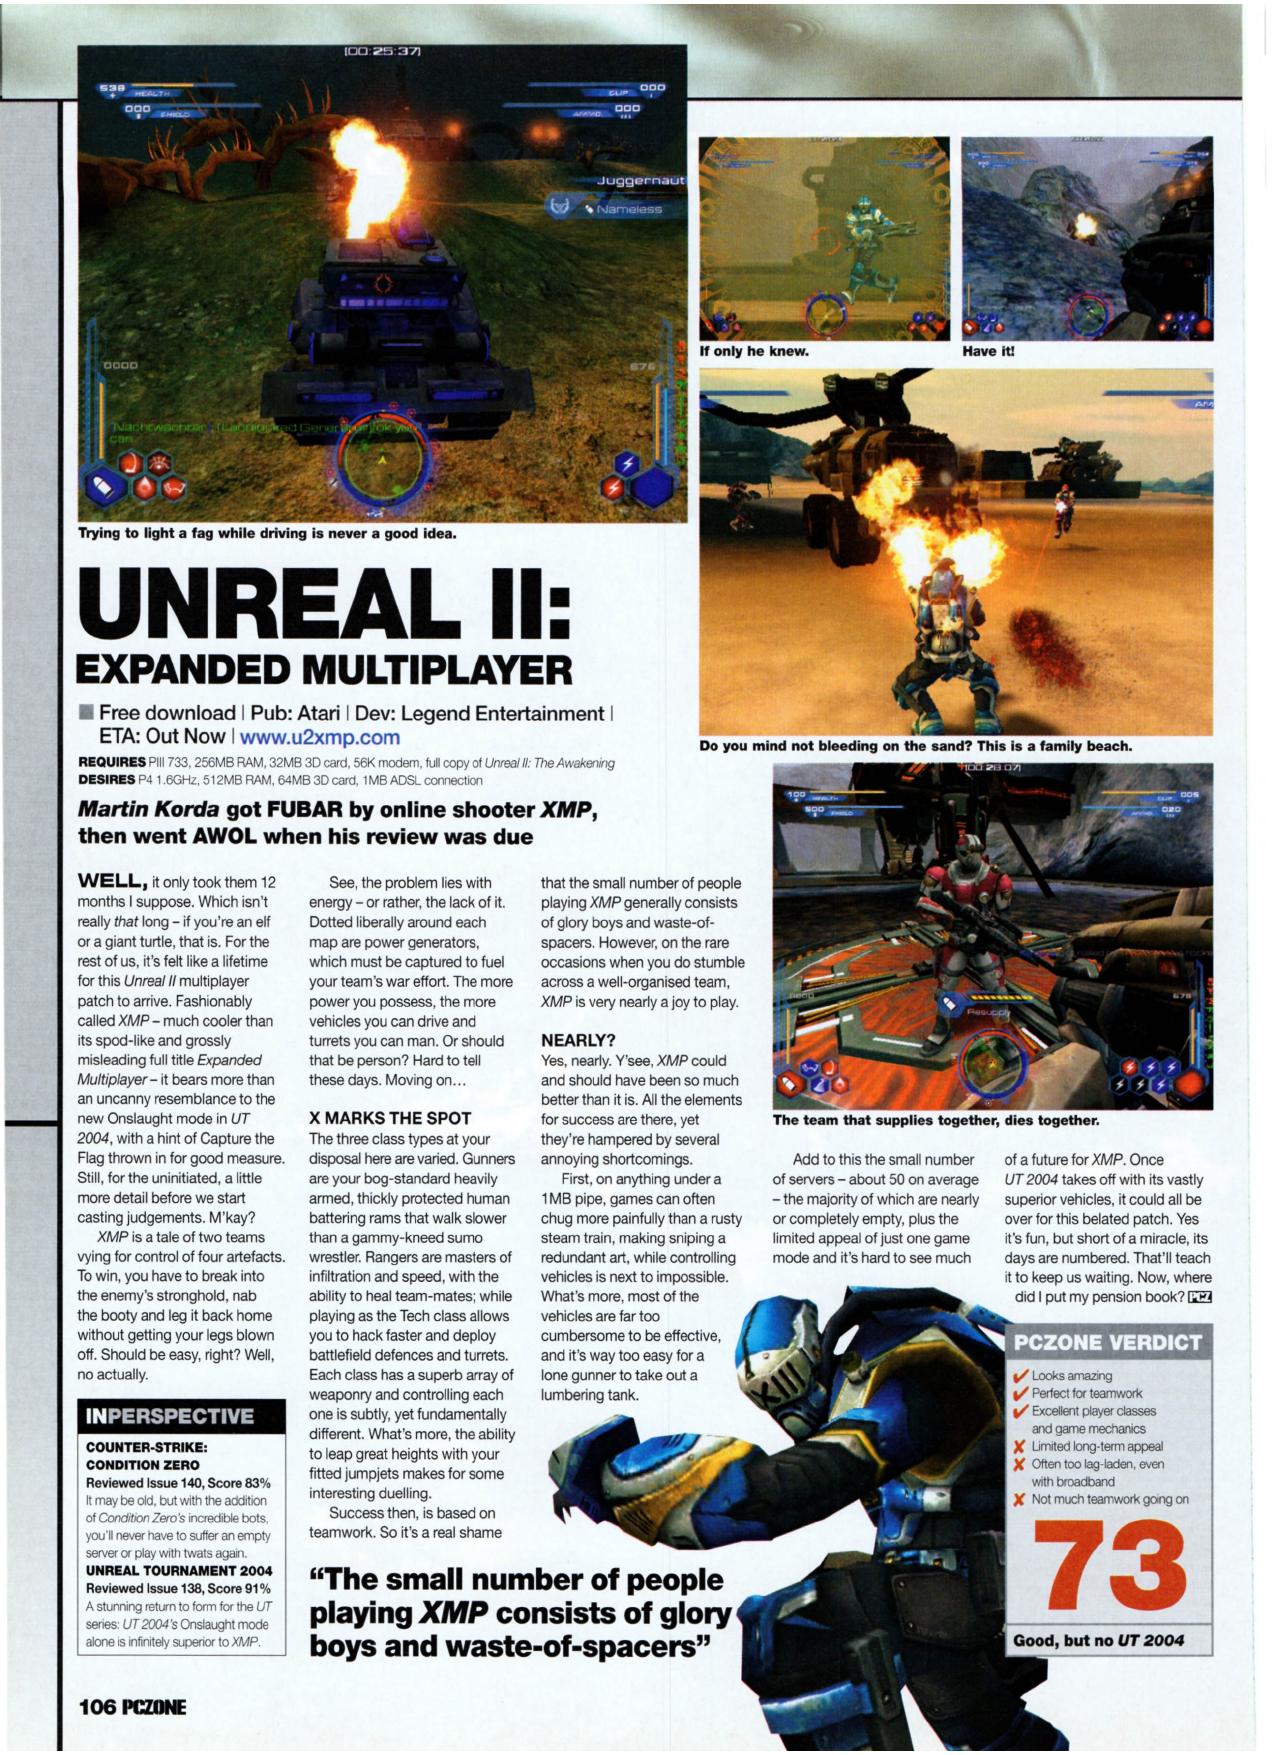 [00:25:37]
538
HEALTH
000
SHIELD
000
CLIP
000
AMMO
Juggernaut
Nameless
0000
676
Trying to light a fag while driving is never a good idea.
If only he knew.
Have it!
Do you mind not bleeding on the sand? This is a family beach.
UNREAL II:
EXPANDED MULTIPLAYER
Free download | Pub: Atari | Dev: Legend Entertainment |
ETA: Out Now | www.u2xmp.com
REQUIRES PIII 733, 256MB RAM, 32MB 3D card, 56K modem, full copy of Unreal II: The Awakening
DESIRES P4 1.6GHz, 512MB RAM, 64MB 3D card, 1MB ADSL connection
Martin Korda got FUBAR by online shooter XMP,
then went AWOL when his review was due
WELL, it only took them 12
months I suppose. Which isn't
really that long – if you're an elf
or a giant turtle, that is. For the
rest of us, it's felt like a lifetime
for this Unreal II multiplayer
patch to arrive. Fashionably
called XMP – much cooler than
its spod-like and grossly
misleading full title Expanded
Multiplayer – it bears more than
an uncanny resemblance to the
new Onslaught mode in UT
2004, with a hint of Capture the
Flag thrown in for good measure.
Still, for the uninitiated, a little
more detail before we start
casting judgements. M'kay?
XMP is a tale of two teams
vying for control of four artefacts.
To win, you have to break into
the enemy's stronghold, nab
the booty and leg it back home
without getting your legs blown
off. Should be easy, right? Well,
no actually.
See, the problem lies with
energy – or rather, the lack of it.
Dotted liberally around each
map are power generators,
which must be captured to fuel
your team's war effort. The more
power you possess, the more
vehicles you can drive and
turrets you can man. Or should
that be person? Hard to tell
these days. Moving on...
X MARKS THE SPOT
The three class types at your
disposal here are varied. Gunners
are your bog-standard heavily
armed, thickly protected human
battering rams that walk slower
than a gammy-kneed sumo
wrestler. Rangers are masters of
infiltration and speed, with the
ability to heal team-mates; while
playing as the Tech class allows
you to hack faster and deploy
battlefield defences and turrets.
Each class has a superb array of
weaponry and controlling each
one is subtly, yet fundamentally
different. What's more, the ability
to leap great heights with your
fitted jumpjets makes for some
interesting duelling.
Success then, is based on
teamwork. So it's a real shame
that the small number of people
playing XMP generally consists
of glory boys and waste-of-
spacers. However, on the rare
occasions when you do stumble
across a well-organised team,
XMP is very nearly a joy to play.
NEARLY?
Yes, nearly. Y'see, XMP could
and should have been so much
better than it is. All the elements
for success are there, yet
they're hampered by several
annoying shortcomings.
First, on anything under a
1MB pipe, games can often
chug more painfully than a rusty
steam train, making sniping a
redundant art, while controlling
vehicles is next to impossible.
What's more, most of the
vehicles are far too
cumbersome to be effective,
and it's way too easy for a
lone gunner to take out a
lumbering tank.
[00:28:07]
100
HEALTH
500
SHIELD
CLIP
005
AMMO
020
Resupply
0000
676
The team that supplies together, dies together.
Add to this the small number
of servers – about 50 on average
– the majority of which are nearly
or completely empty, plus the
limited appeal of just one game
mode and it's hard to see much
of a future for XMP. Once
UT 2004 takes off with its vastly
superior vehicles, it could all be
over for this belated patch. Yes
it's fun, but short of a miracle, its
days are numbered. That'll teach
it to keep us waiting. Now, where
did I put my pension book? PCZ
INPERSPECTIVE
COUNTER-STRIKE:
CONDITION ZERO
Reviewed Issue 140, Score 83%
It may be old, but with the addition
of Condition Zero's incredible bots,
you'll never have to suffer an empty
server or play with twats again.
UNREAL TOURNAMENT 2004
Reviewed Issue 138, Score 91%
A stunning return to form for the UT
series: UT 2004's Onslaught mode
alone is infinitely superior to XMP.
"The small number of people
playing XMP consists of glory
boys and waste-of-spacers"
XIII
PCZONE VERDICT
✓ Looks amazing
✓ Perfect for teamwork
✓ Excellent player classes
and game mechanics
✗ Limited long-term appeal
✗ Often too lag-laden, even
with broadband
✗ Not much teamwork going on
73
Good, but no UT 2004
106 PCZONE